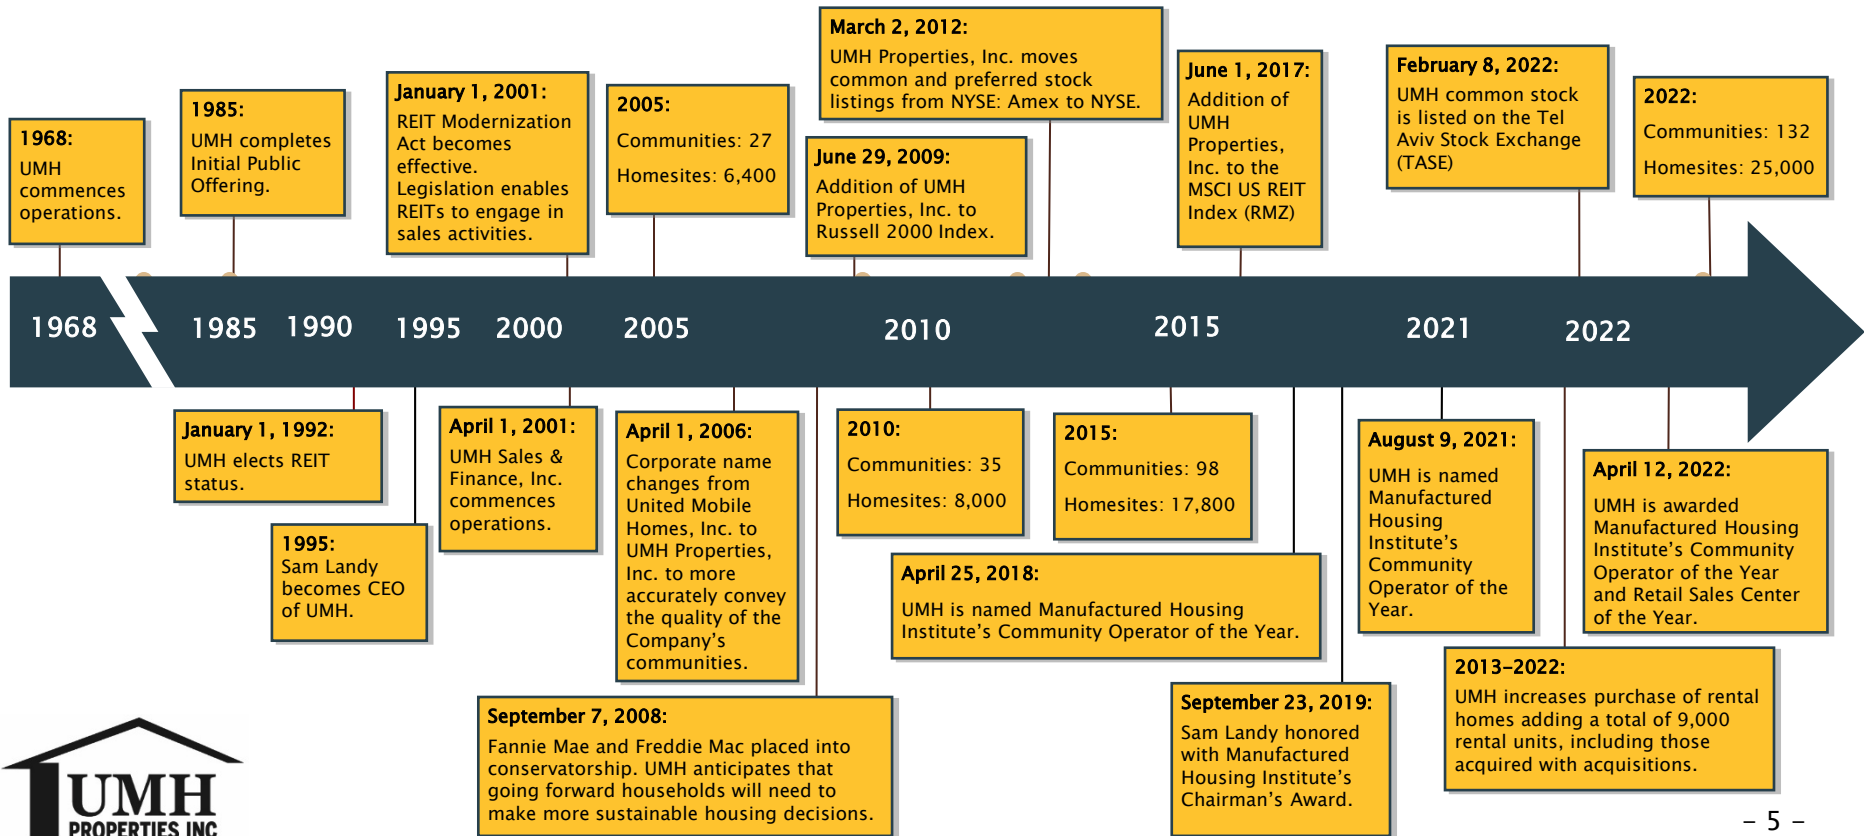 1968:
UMH
commences
operations.
1985:
UMH completes
Initial Public
Offering.
January 1, 2001:
REIT Modernization
Act becomes
effective.
Legislation enables
REITs to engage in
sales activities.
2005:
Communities: 27
Homesites: 6,400
March 2, 2012:
UMH Properties, Inc. moves
common and preferred stock
listings from NYSE: Amex to NYSE.
June 29, 2009:
Addition of UMH
Properties, Inc. to
Russell 2000 Index.
June 1, 2017:
Addition of
UMH
Properties,
Inc. to the
MSCI US REIT
Index (RMZ)
February 8, 2022:
UMH common stock
is listed on the Tel
Aviv Stock Exchange
(TASE)
2022:
Communities: 132
Homesites: 25,000
1968 1985 1990 1995 2000 2005 2010 2015 2021 2022
January 1, 1992:
UMH elects REIT
status.
1995:
Sam Landy
becomes CEO
of UMH.
April 1, 2001:
UMH Sales &
Finance, Inc.
commences
operations.
April 1, 2006:
Corporate name
changes from
United Mobile
Homes, Inc. to
UMH Properties,
Inc. to more
accurately convey
the quality of the
Company's
communities.
September 7, 2008:
Fannie Mae and Freddie Mac placed into
conservatorship. UMH anticipates that
going forward households will need to
make more sustainable housing decisions.
2010:
Communities: 35
Homesites: 8,000
2015:
Communities: 98
Homesites: 17,800
April 25, 2018:
UMH is named Manufactured Housing
Institute's Community Operator of the Year.
September 23, 2019:
Sam Landy honored
with Manufactured
Housing Institute's
Chairman's Award.
August 9, 2021:
UMH is named
Manufactured
Housing
Institute's
Community
Operator of the
Year.
April 12, 2022:
UMH is awarded
Manufactured Housing
Institute's Community
Operator of the Year
and Retail Sales Center
of the Year.
2013-2022:
UMH increases purchase of rental
homes adding a total of 9,000
rental units, including those
acquired with acquisitions.
UMH
PROPERTIES INC
- 5 -